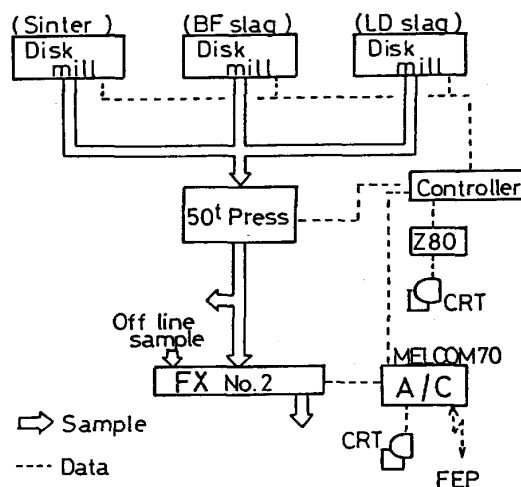 (Sinter) (BF slag) (LD slag)
Disk mill Disk mill Disk mill
Controller
50t Press
Z80
CRT
Off line
sample
MELCOM70
FX No.2
A/C
Sample
CRT
Data
FEP